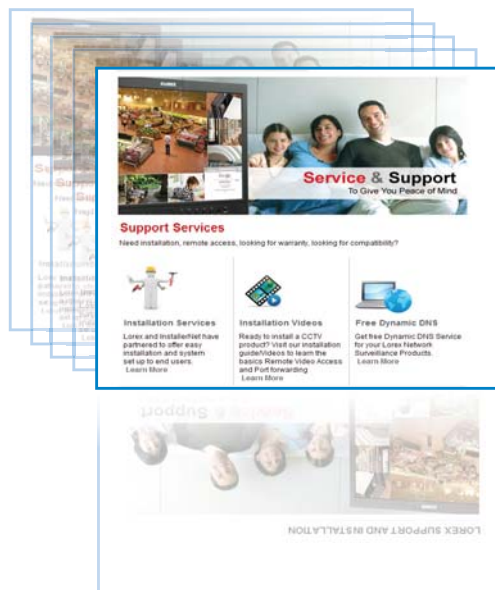 LOREX
Service & Support
To Give You Peace of Mind
Support Services
Need installation, remote access, looking for warranty, looking for compatibility?
Installation Services
Lorex and InstallerNet have
partnered to offer easy
installation and system
set up to end users.
Learn More
Installation Videos
Ready to install a CCTV
product? Visit our installation
guide/Videos to learn the
basics Remote Video Access
and Port forwarding
Learn More
Free Dynamic DNS
Get free Dynamic DNS Service
for your Lorex Network
Surveillance Products.
Learn More
Service & Support
LOREX SUPPORT AND INSTALLATION